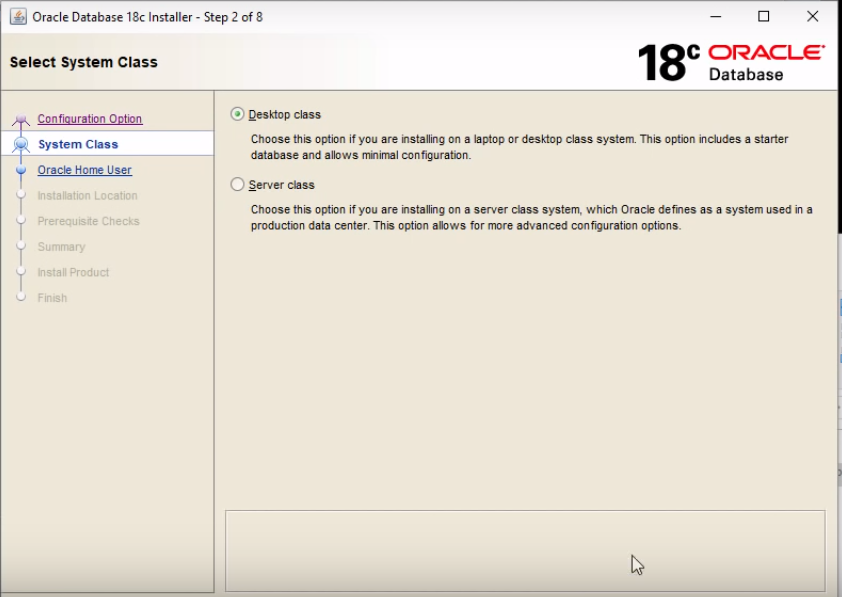 Oracle Database 18c Installer - Step 2 of 8
Select System Class
18c ORACLE
Database
Configuration Option
System Class
Oracle Home User
Installation Location
Prerequisite Checks
Summary
Install Product
Finish
Desktop class
Choose this option if you are installing on a laptop or desktop class system. This option includes a starter
database and allows minimal configuration.
Server class
Choose this option if you are installing on a server class system, which Oracle defines as a system used in a
production data center. This option allows for more advanced configuration options.